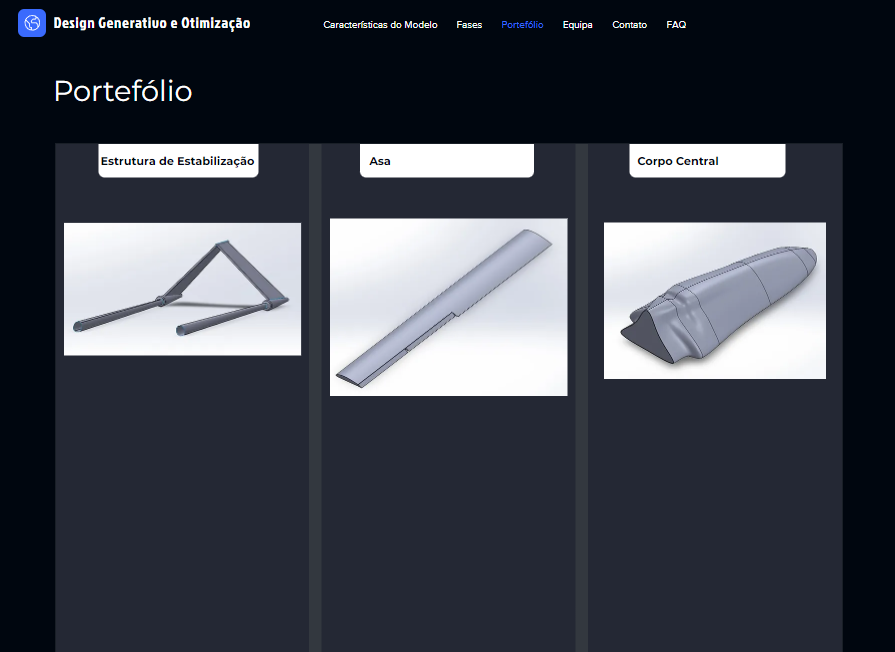 Design Generativo e Otimização
Características do Modelo Fases Portefólio Equipa Contato FAQ
Portefólio
Estrutura de Estabilização
Asa
Corpo Central